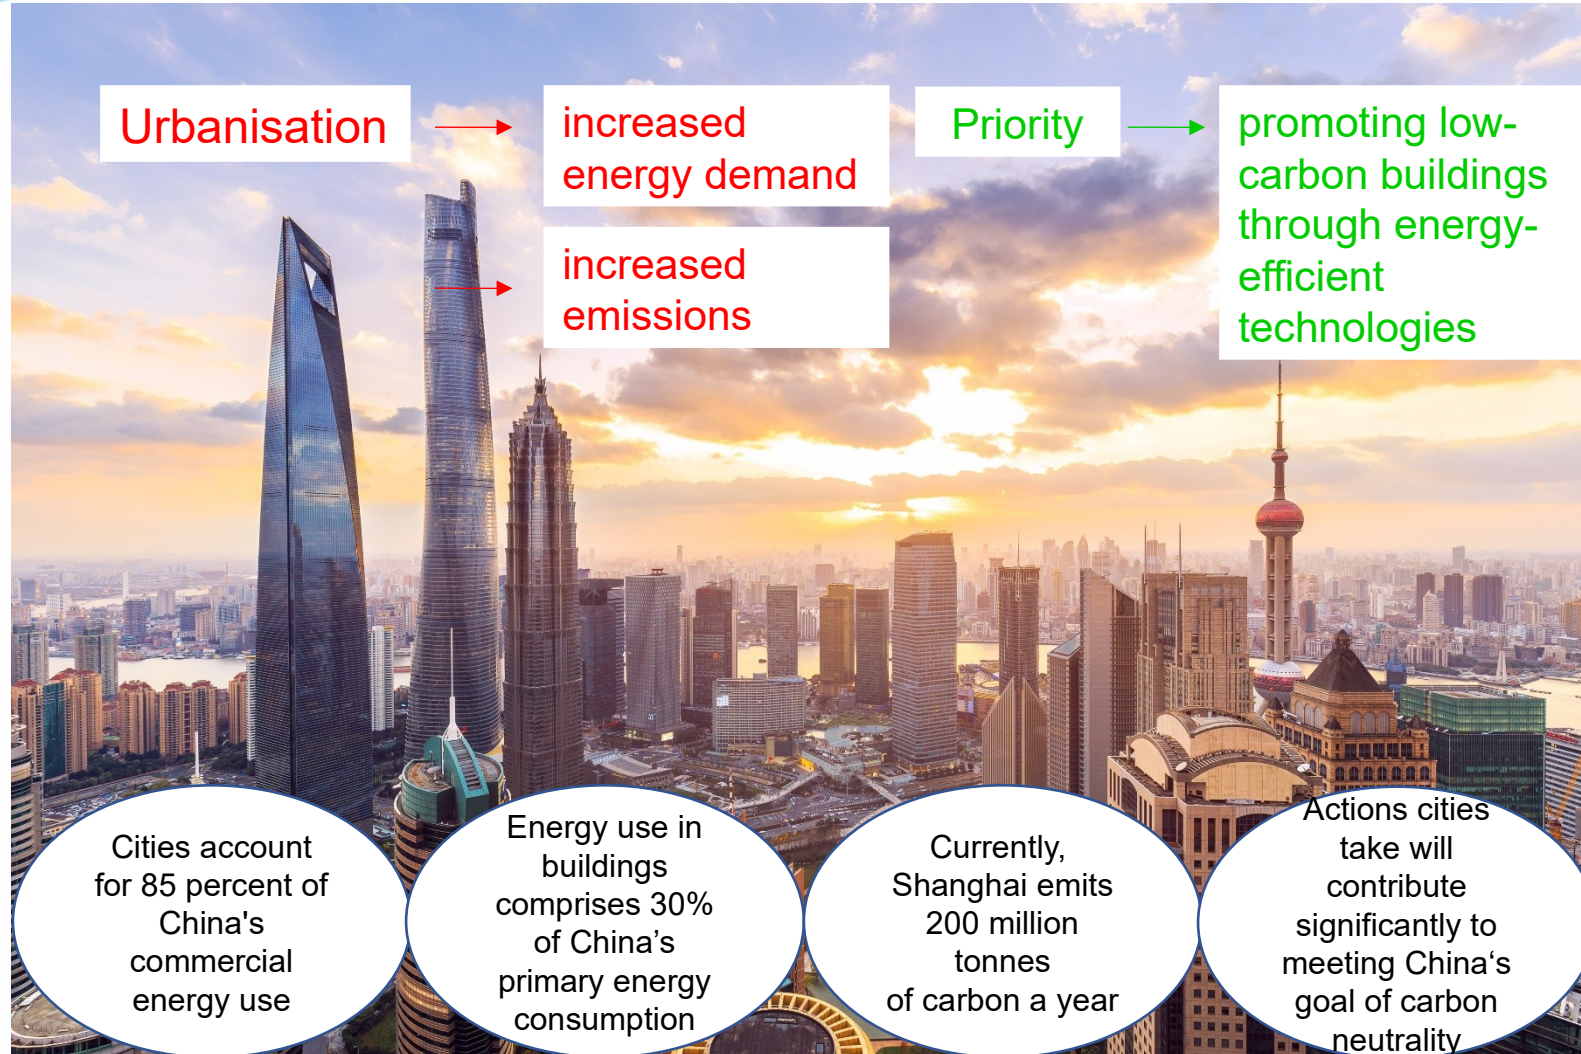 Urbanisation
increased
energy demand
increased
emissions
Priority
promoting low-
carbon buildings
through energy-
efficient
technologies
Cities account
for 85 percent of
China's
commercial
energy use
Energy use in
buildings
comprises 30%
of China’s
primary energy
consumption
Currently,
Shanghai emits
200 million
tonnes
of carbon a year
Actions cities
take will
contribute
significantly to
meeting China‘s
goal of carbon
neutrality